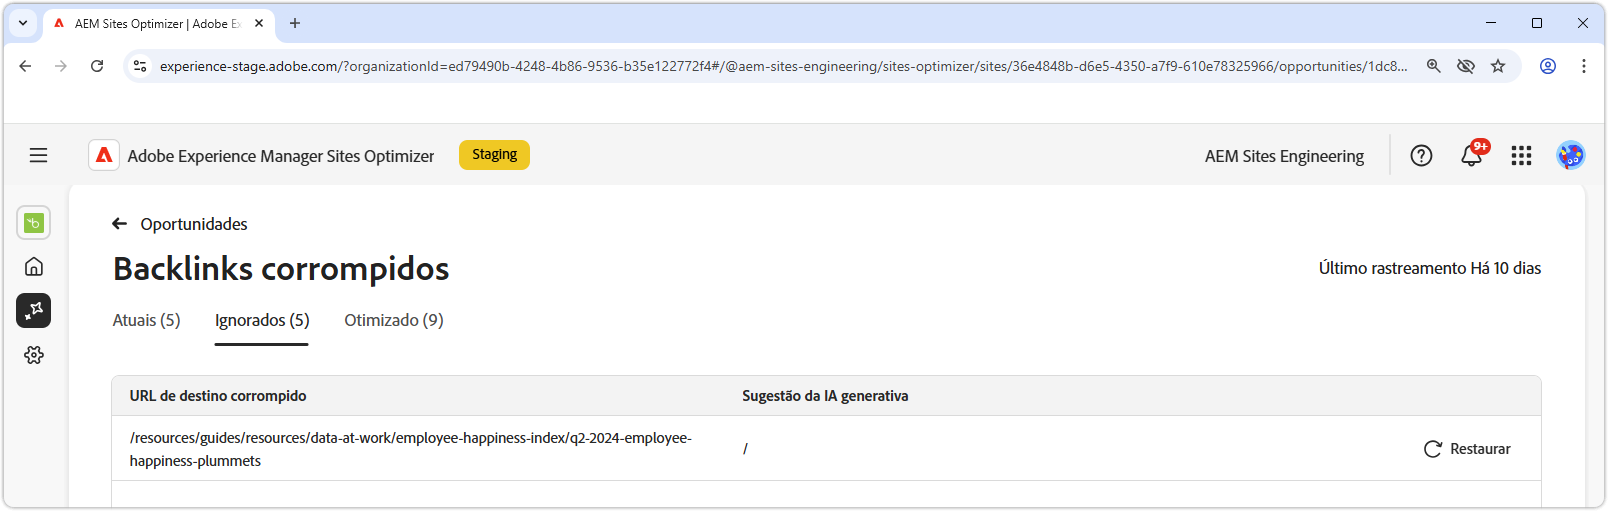 AEM Sites Optimizer | Adobe Ex
experience-stage.adobe.com/?organizationId=ed79490b-4248-4b86-9536-b35e122772f4#/@aem-sites-engineering/sites-optimizer/sites/36e4848b-d6e5-4350-a7f9-610e78325966/opportunities/1dc8...
Adobe Experience Manager Sites Optimizer
Staging
AEM Sites Engineering
9+
Oportunidades
Backlinks corrompidos
Último rastreamento Há 10 dias
Atuais (5)
Ignorados (5)
Otimizado (9)
URL de destino corrompido
Sugestão da IA generativa
/resources/guides/resources/data-at-work/employee-happiness-index/q2-2024-employee-
happiness-plummets
/
Restaurar